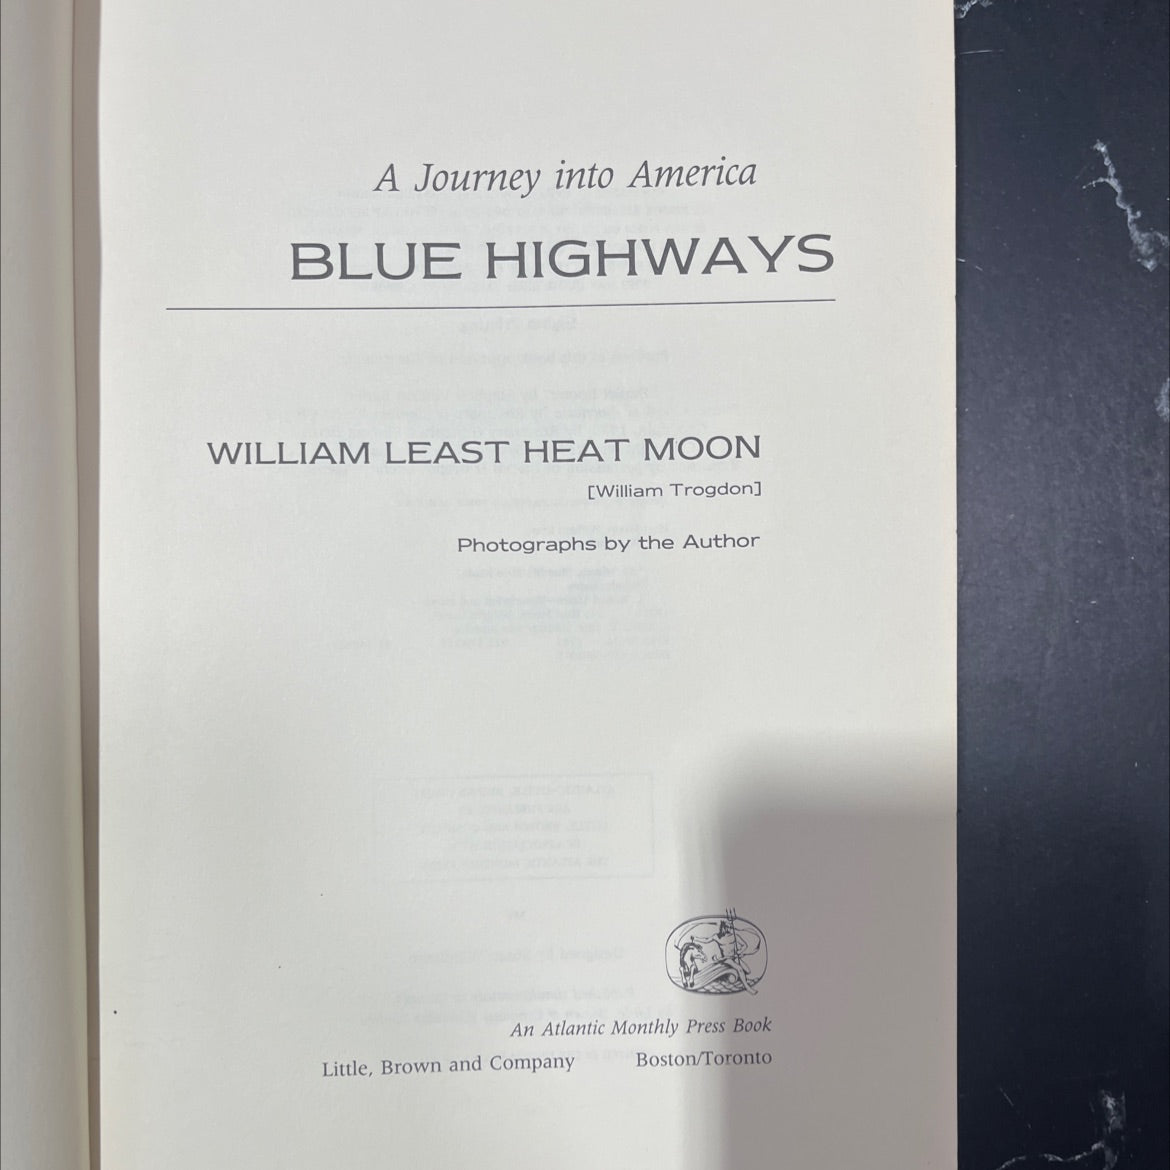 A Journey into America
BLUE HIGHWAYS
WILLIAM LEAST HEAT MOON
[William Trogdon]
Photographs by the Author
An Atlantic Monthly Press Book
Little, Brown and Company Boston/Toronto